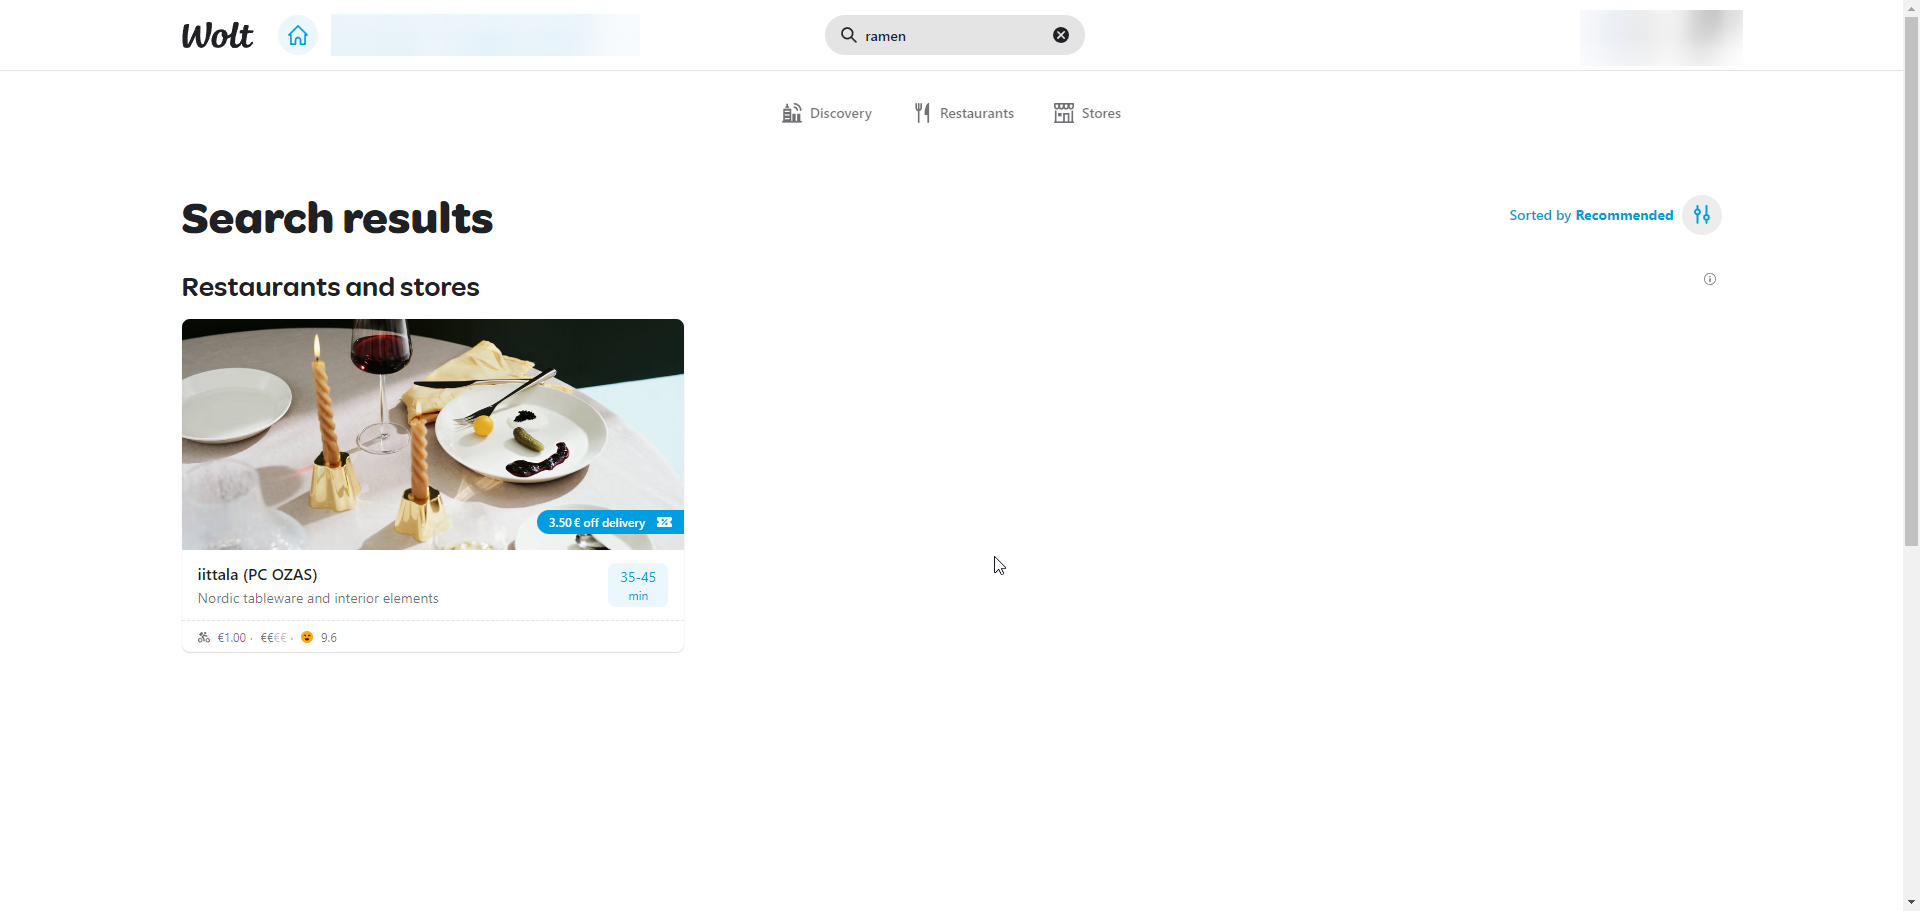 Wolt
ramen
Discovery
Restaurants
Stores
Search results
Sorted by Recommended
Restaurants and stores
3.50 € off delivery
iittala (PC OZAS)
35-45
min
Nordic tableware and interior elements
€1.00 · €€€€ · 9.6